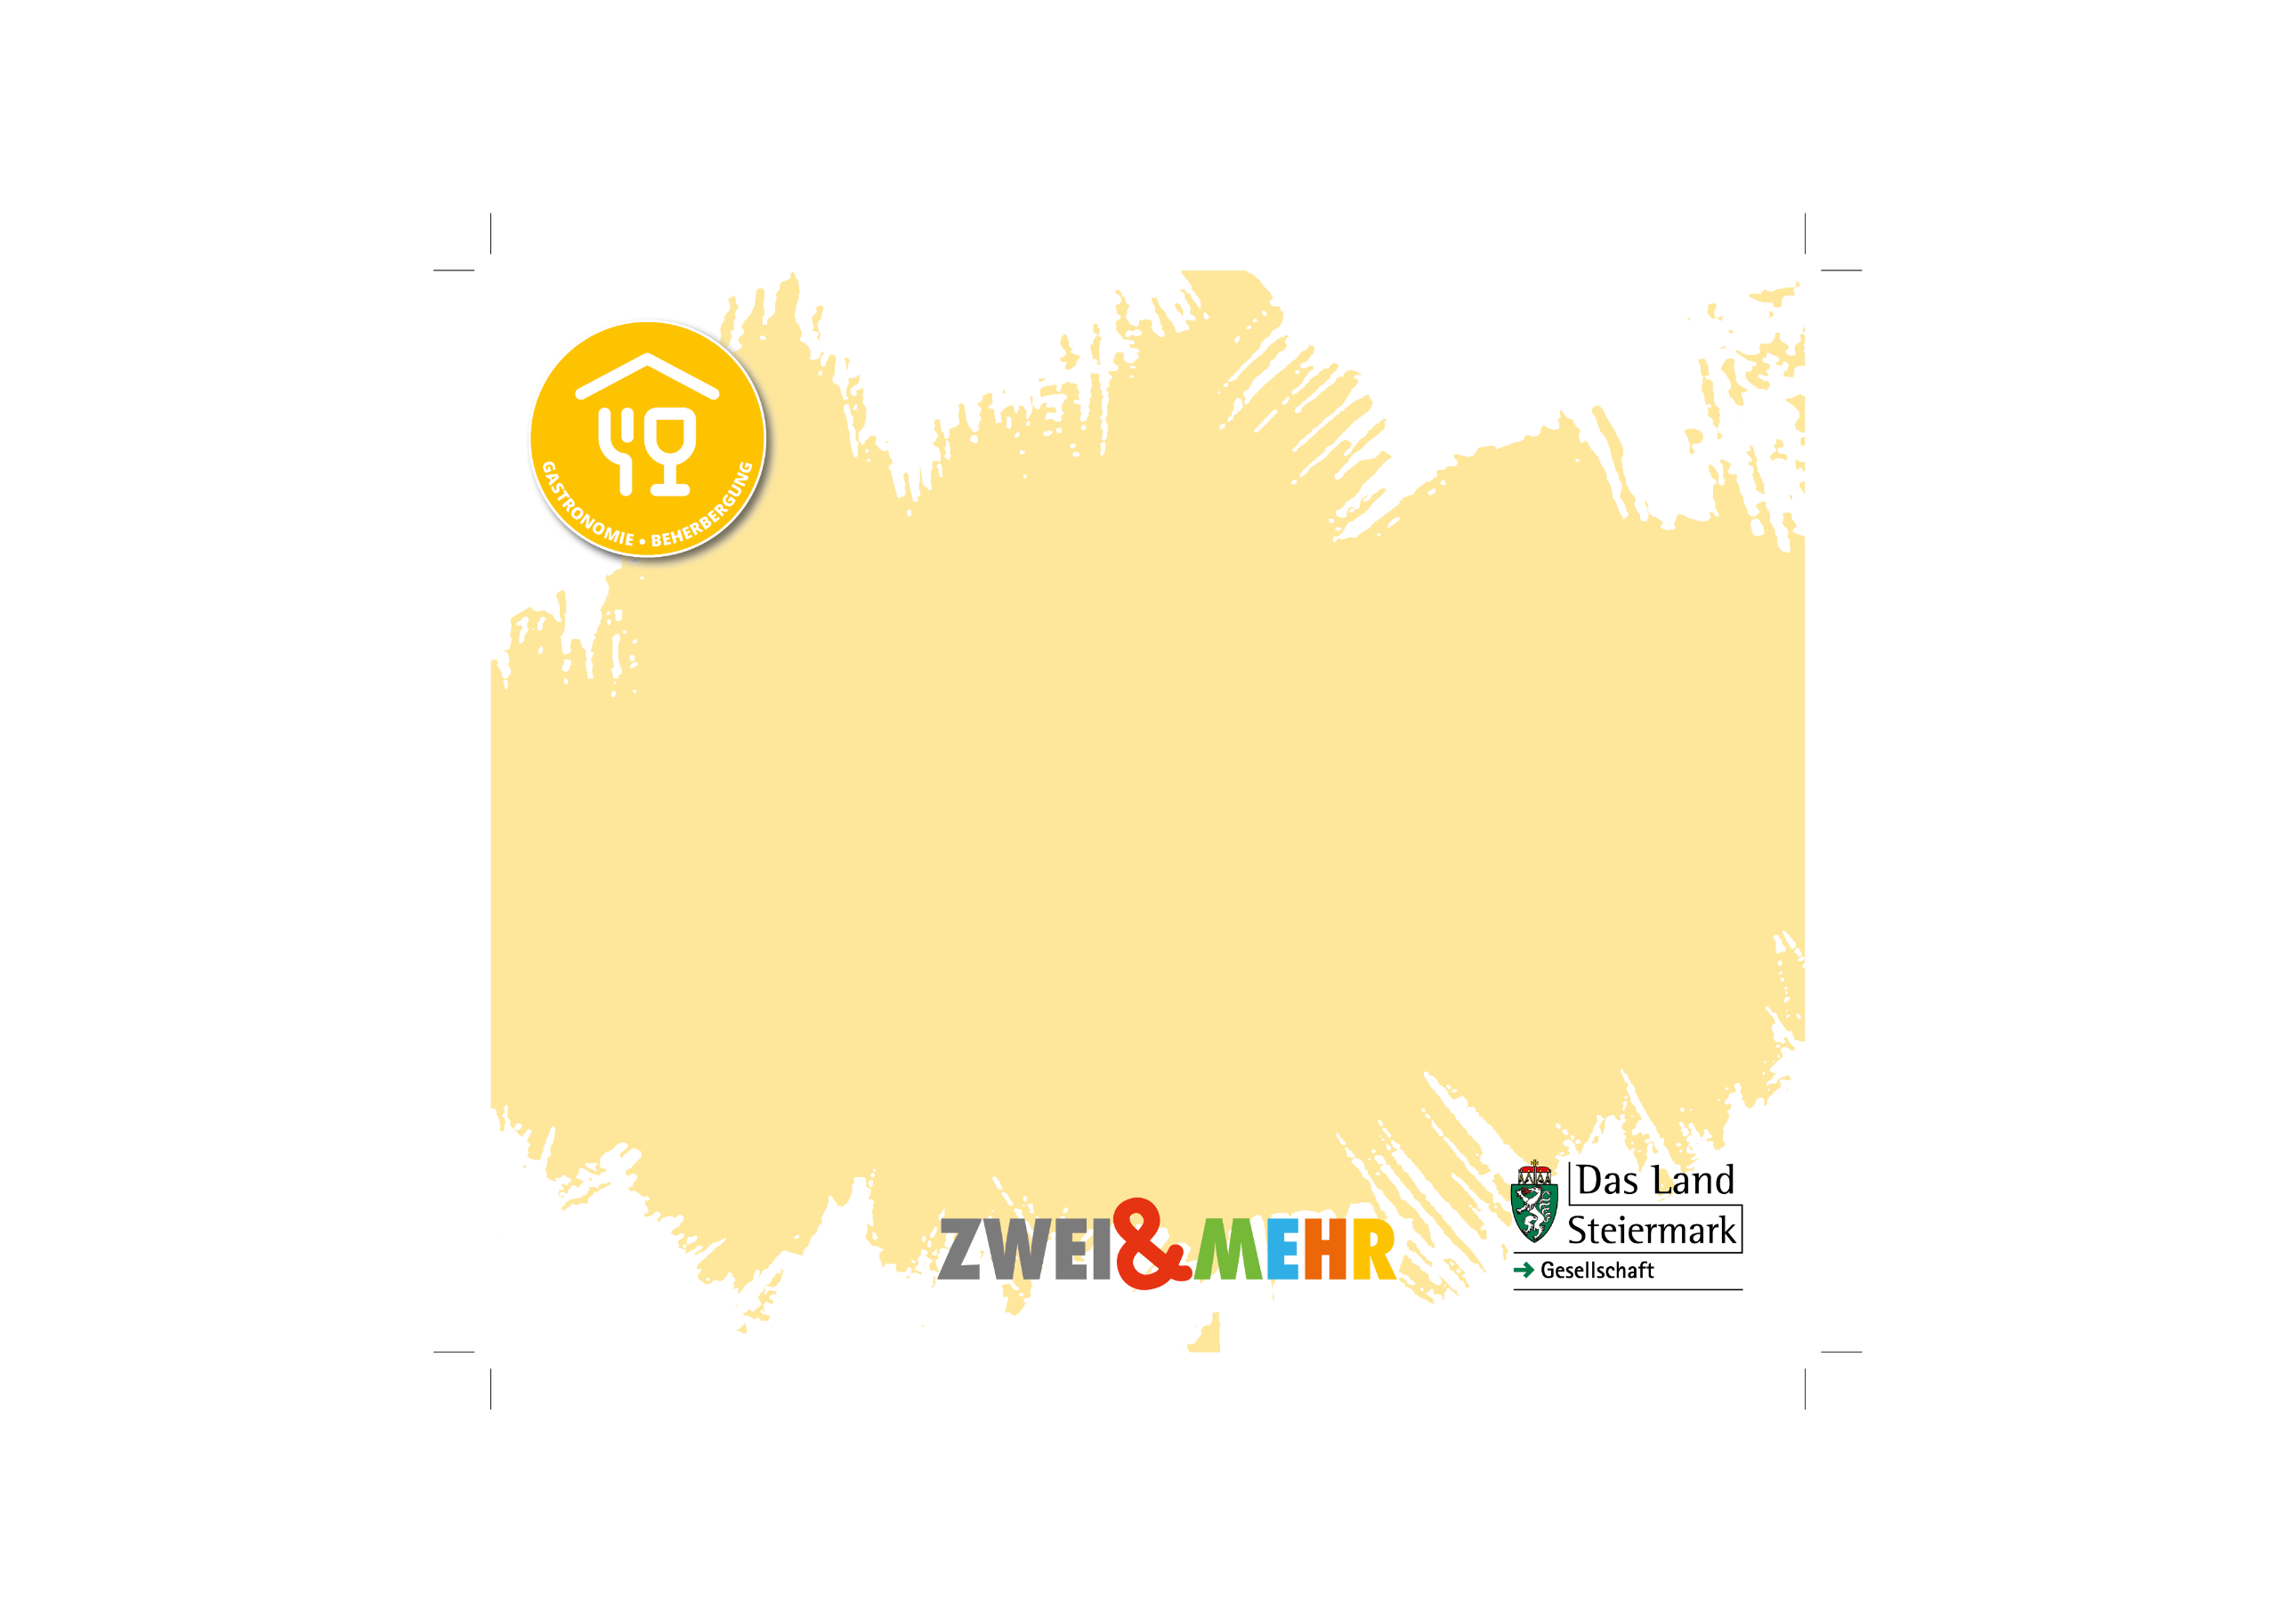 GASTRONOMIE • BEHERBERGUNG
ZWEI&MEHR
Das Land
Steiermark
→ Gesellschaft